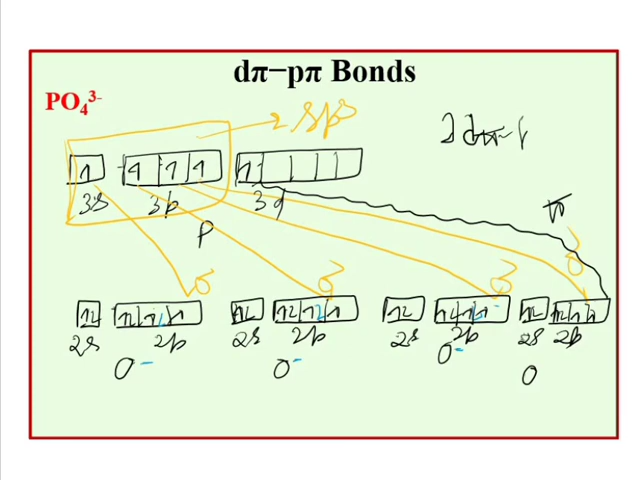 dπ−pπ Bonds
PO₄³⁻
sp³
3s 3p 3d
P
π
σ σ σ σ
2s 2p 2s 2p 2s 2p 2s 2p
O⁻ O⁻ O⁻ O